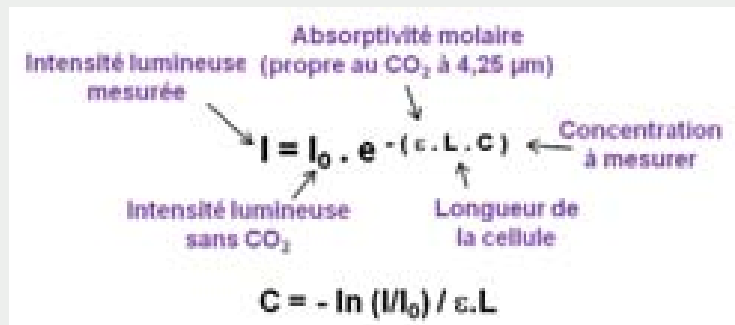 Absorptivité molaire
Intensité lumineuse (propre au CO₂ à 4,25 µm)
mesurée
I = I₀ . e -(ε.L.C)
Concentration
à mesurer
Intensité lumineuse
sans CO₂
Longueur de
la cellule
C = - ln (I/I₀) / ε.L